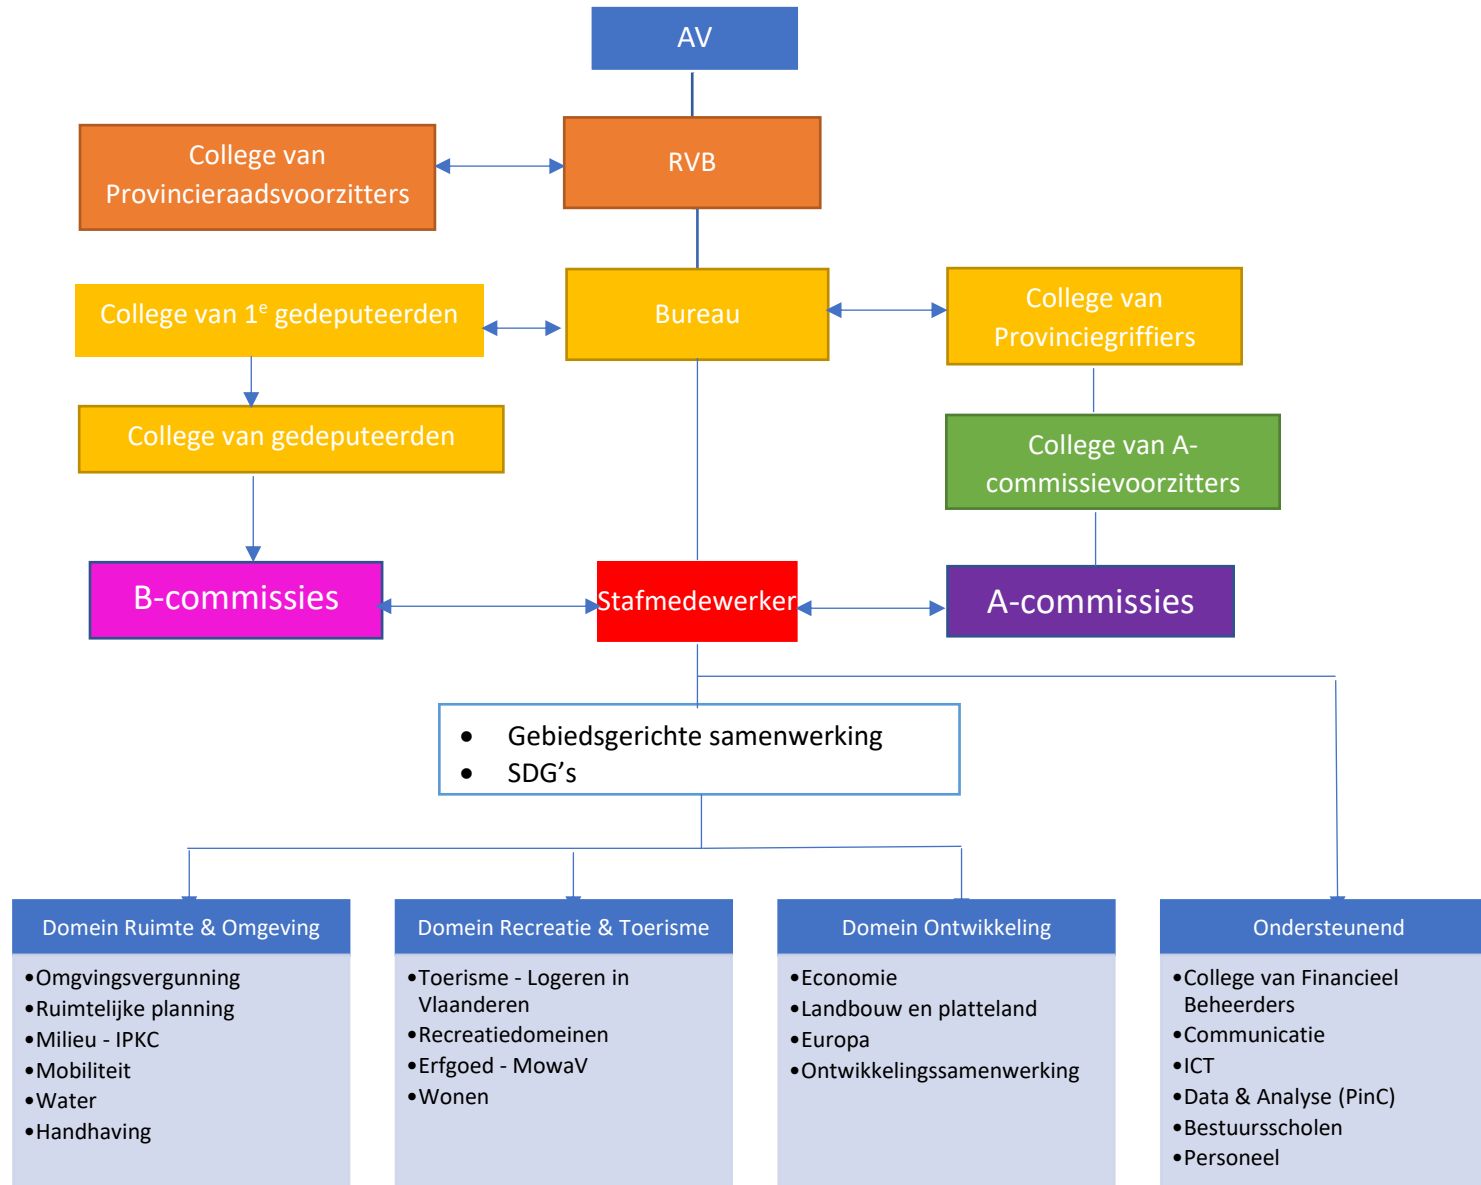 AV
College van
Provincieraadsvoorzitters
RVB
College van 1e gedeputeerden
Bureau
College van
Provinciegriffiers
College van gedeputeerden
College van A-
commissievoorzitters
B-commissies
Stafmedewerker
A-commissies
• Gebiedsgerichte samenwerking
• SDG’s
Domein Ruimte & Omgeving
•Omgvingsvergunning
•Ruimtelijke planning
•Milieu - IPKC
•Mobiliteit
•Water
•Handhaving
Domein Recreatie & Toerisme
•Toerisme - Logeren in
Vlaanderen
•Recreatiedomeinen
•Erfgoed - MowaV
•Wonen
Domein Ontwikkeling
•Economie
•Landbouw en platteland
•Europa
•Ontwikkelingssamenwerking
Ondersteunend
•College van Financieel
Beheerders
•Communicatie
•ICT
•Data & Analyse (PinC)
•Bestuursscholen
•Personeel